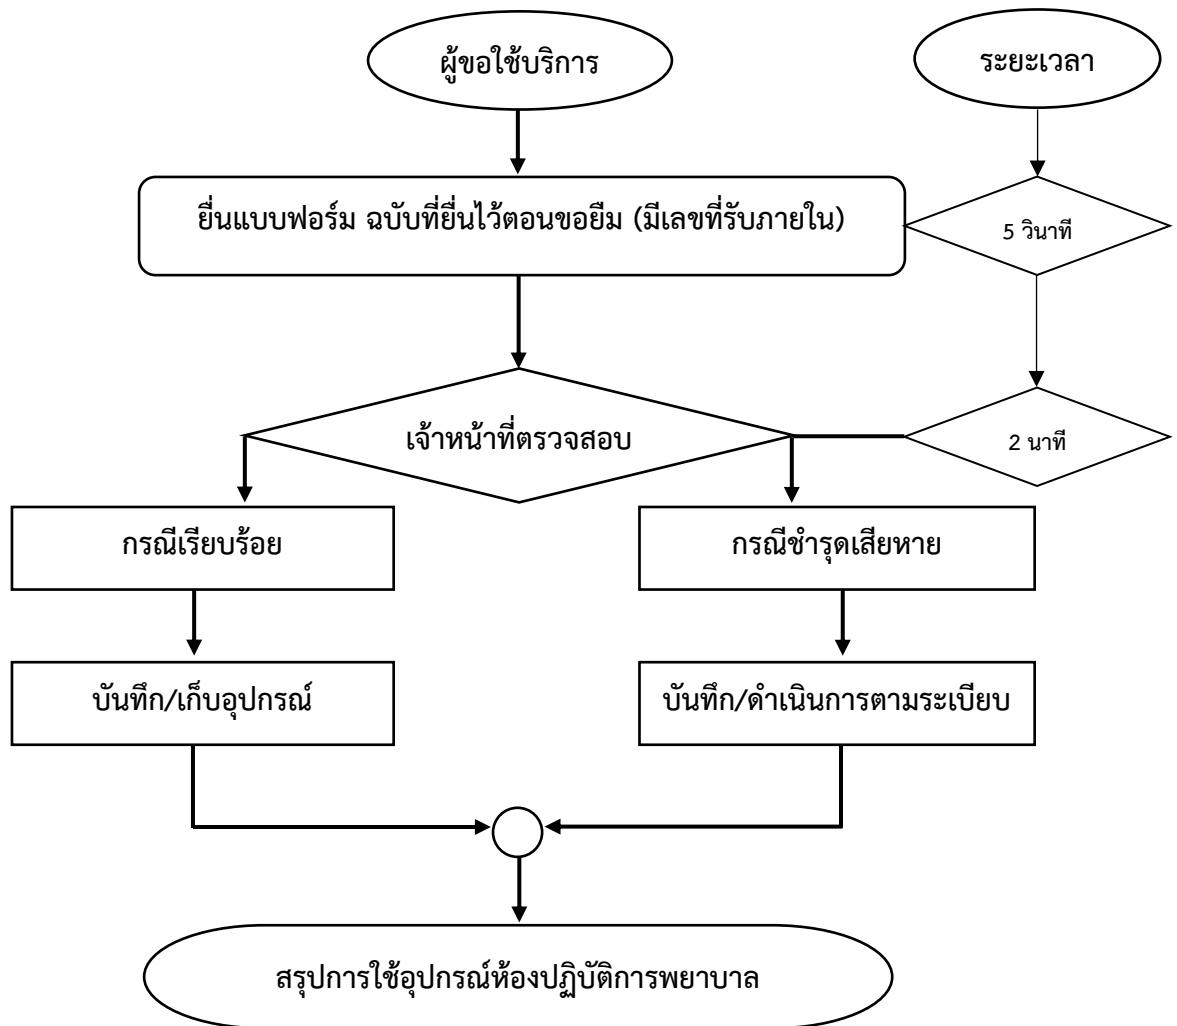 ผู้ขอใช้บริการ
ระยะเวลา
ยื่นแบบฟอร์ม ฉบับที่ยื่นไว้ตอนขอยืม (มีเลขที่รับภายใน)
5 วินาที
เจ้าหน้าที่ตรวจสอบ
2 นาที
กรณีเรียบร้อย
กรณีชำรุดเสียหาย
บันทึก/เก็บอุปกรณ์
บันทึก/ดำเนินการตามระเบียบ
สรุปการใช้อุปกรณ์ห้องปฏิบัติการพยาบาล